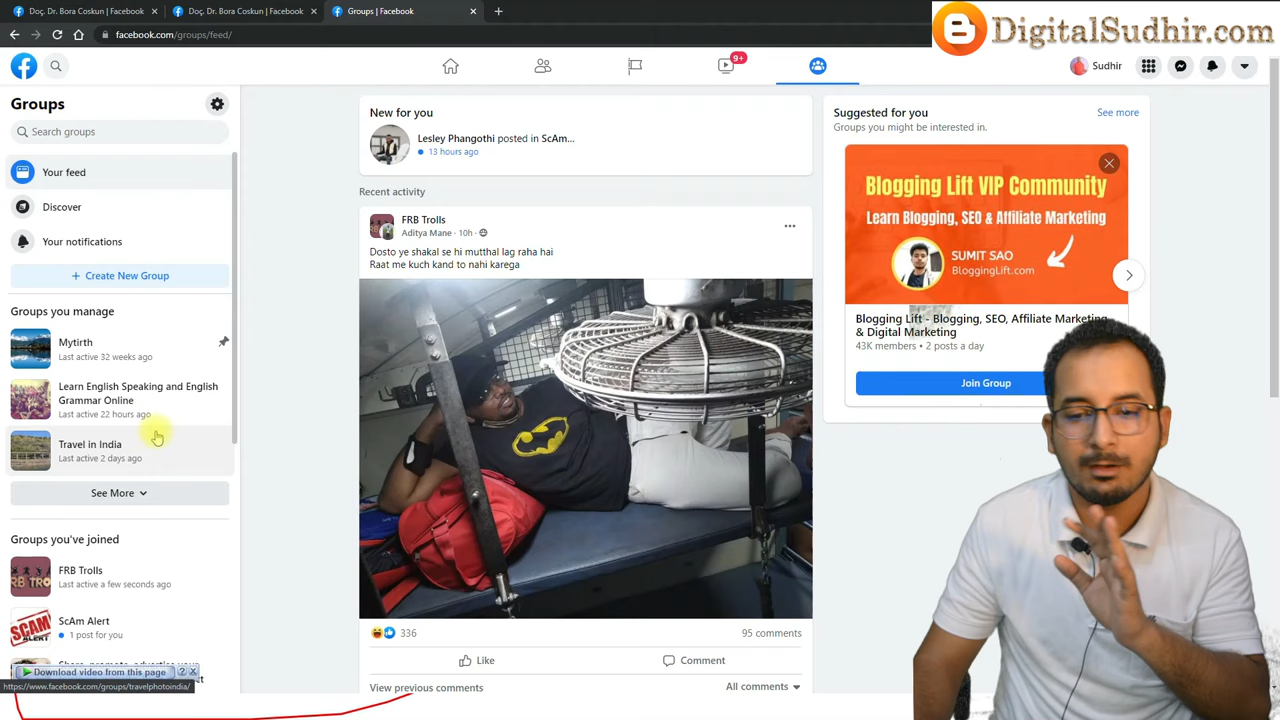 Doç. Dr. Bora Coskun | Facebook
Doç. Dr. Bora Coskun | Facebook
Groups | Facebook
facebook.com/groups/feed/
DigitalSudhir.com
9+
Sudhir
Groups
Search groups
Your feed
Discover
Your notifications
+ Create New Group
Groups you manage
Mytirth
Last active 32 weeks ago
Learn English Speaking and English
Grammar Online
Last active 22 hours ago
Travel in India
Last active 2 days ago
See More
Groups you've joined
FRB Trolls
Last active a few seconds ago
ScAm Alert
1 post for you
Download video from this page
?
https://www.facebook.com/groups/travelphotoindia/
New for you
Lesley Phangothi posted in ScAm...
13 hours ago
Recent activity
FRB Trolls
Aditya Mane · 10h ·
Dosto ye shakal se hi mutthal lag raha hai
Raat me kuch kand to nahi karega
336
95 comments
Like
Comment
View previous comments
All comments
Suggested for you
See more
Groups you might be interested in.
Blogging Lift VIP Community
Learn Blogging, SEO & Affiliate Marketing
SUMIT SAO
BloggingLift.com
Blogging Lift - Blogging, SEO, Affiliate Marketing
& Digital Marketing
43K members • 2 posts a day
Join Group